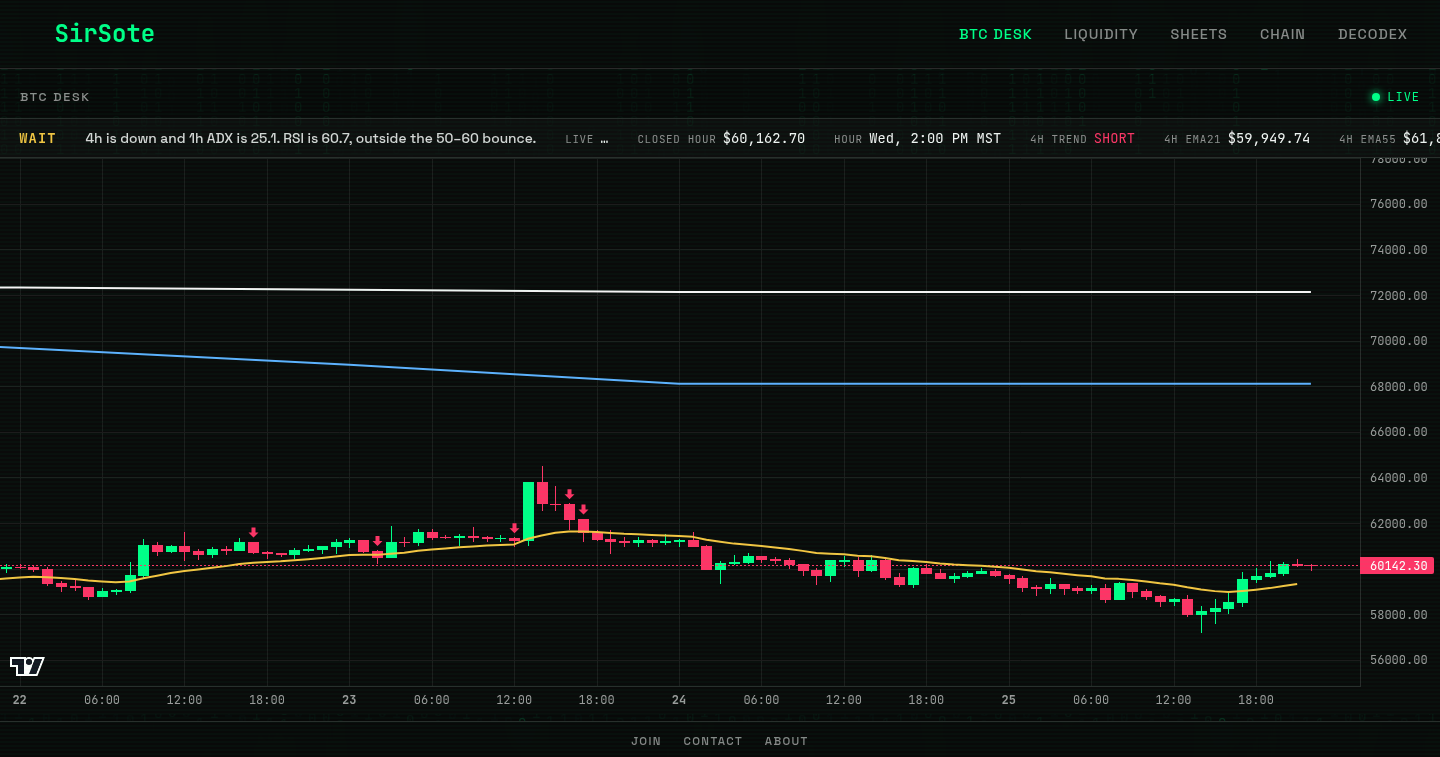 SirSote
BTC DESK LIQUIDITY SHEETS CHAIN DECODEX
BTC DESK LIVE
WAIT 4h is down and 1h ADX is 25.1. RSI is 60.7, outside the 50–60 bounce. LIVE … CLOSED HOUR $60,162.70 HOUR Wed, 2:00 PM MST 4H TREND SHORT 4H EMA21 $59,949.74 4H EMA55 $61,8
78000.00
76000.00
74000.00
72000.00
70000.00
68000.00
66000.00
64000.00
62000.00
60142.30
58000.00
56000.00
22 06:00 12:00 18:00 23 06:00 12:00 18:00 24 06:00 12:00 18:00 25 06:00 12:00 18:00
JOIN CONTACT ABOUT